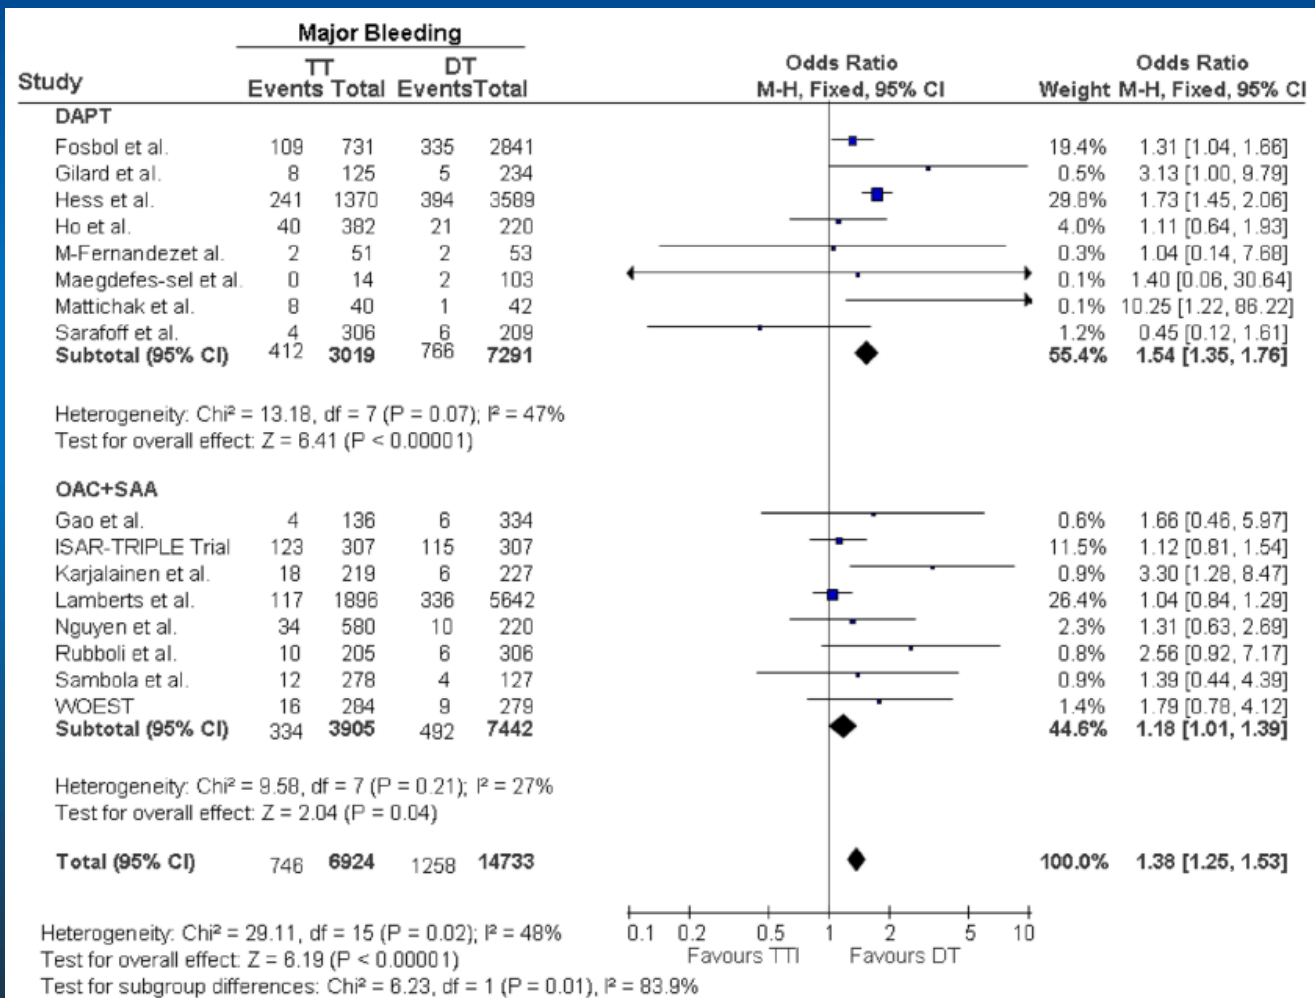 Major Bleeding
TT DT Odds Ratio Odds Ratio
Study Events Total Events Total M-H, Fixed, 95% CI Weight M-H, Fixed, 95% CI
DAPT
Fosbol et al. 109 731 335 2841 19.4% 1.31 [1.04, 1.66]
Gilard et al. 8 125 5 234 0.5% 3.13 [1.00, 9.79]
Hess et al. 241 1370 394 3589 29.8% 1.73 [1.45, 2.06]
Ho et al. 40 382 21 220 4.0% 1.11 [0.64, 1.93]
M-Fernandezet al. 2 51 2 53 0.3% 1.04 [0.14, 7.68]
Maegdefes-sel et al. 0 14 2 103 0.1% 1.40 [0.06, 30.64]
Mattichak et al. 8 40 1 42 0.1% 10.25 [1.22, 86.22]
Sarafoff et al. 4 306 6 209 1.2% 0.45 [0.12, 1.61]
Subtotal (95% CI) 412 3019 766 7291 55.4% 1.54 [1.35, 1.76]
Heterogeneity: Chi² = 13.18, df = 7 (P = 0.07); I² = 47%
Test for overall effect: Z = 6.41 (P < 0.00001)
OAC+SAA
Gao et al. 4 136 6 334 0.6% 1.66 [0.46, 5.97]
ISAR-TRIPLE Trial 123 307 115 307 11.5% 1.12 [0.81, 1.54]
Karjalainen et al. 18 219 6 227 0.9% 3.30 [1.28, 8.47]
Lamberts et al. 117 1896 336 5642 26.4% 1.04 [0.84, 1.29]
Nguyen et al. 34 580 10 220 2.3% 1.31 [0.63, 2.69]
Rubboli et al. 10 205 6 306 0.8% 2.56 [0.92, 7.17]
Sambola et al. 12 278 4 127 0.9% 1.39 [0.44, 4.39]
WOEST 16 284 9 279 1.4% 1.79 [0.78, 4.12]
Subtotal (95% CI) 334 3905 492 7442 44.6% 1.18 [1.01, 1.39]
Heterogeneity: Chi² = 9.58, df = 7 (P = 0.21); I² = 27%
Test for overall effect: Z = 2.04 (P = 0.04)
Total (95% CI) 746 6924 1258 14733 100.0% 1.38 [1.25, 1.53]
Heterogeneity: Chi² = 29.11, df = 15 (P = 0.02); I² = 48%
Test for overall effect: Z = 6.19 (P < 0.00001)
Test for subgroup differences: Chi² = 6.23, df = 1 (P = 0.01), I² = 83.9%
0.1 0.2 0.5 1 2 5 10
Favours TTI Favours DT